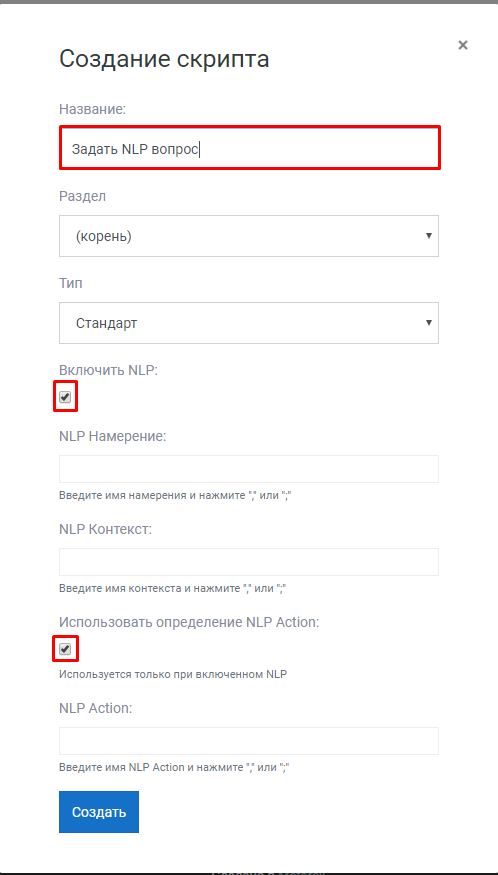 ×
Создание скрипта
Название:
Задать NLP вопрос
Раздел
(корень)
Тип
Стандарт
Включить NLP:
NLP Намерение:
Введите имя намерения и нажмите "," или ";"
NLP Контекст:
Введите имя контекста и нажмите "," или ";"
Использовать определение NLP Action:
Используется только при включенном NLP
NLP Action:
Введите имя NLP Action и нажмите "," или ";"
Создать